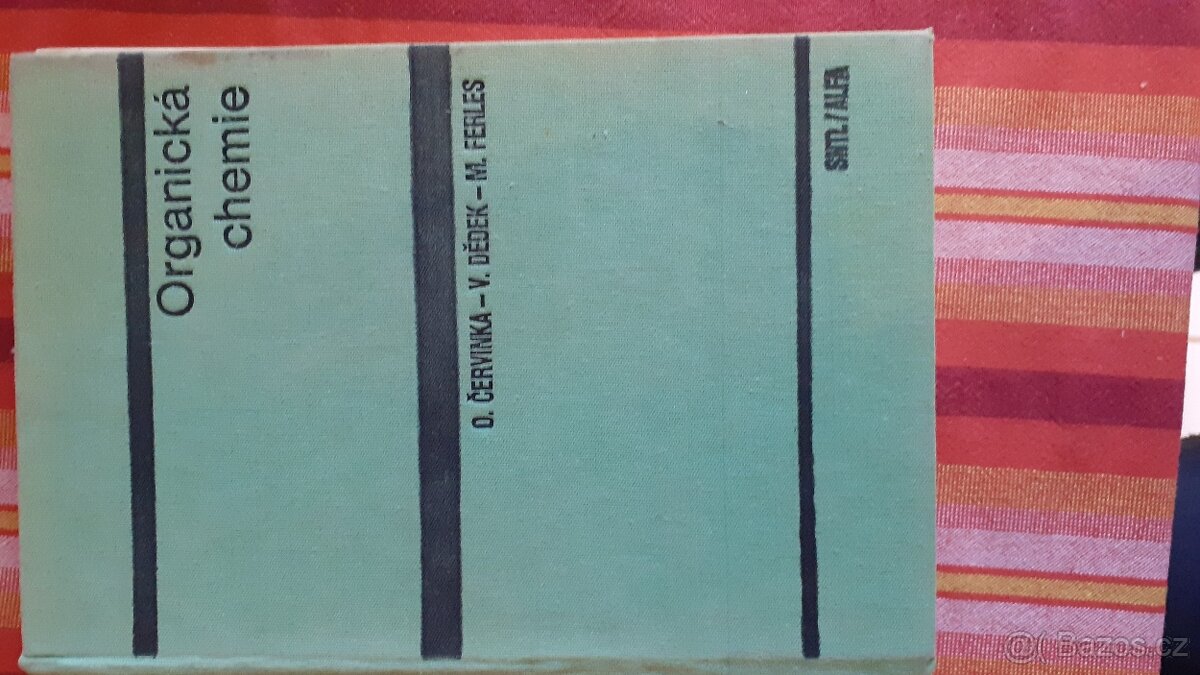 Organická
chemie
O. ČERVINKA – V. DĚDEK – M. FERLES
SNTL/ALFA
Bazos.cz